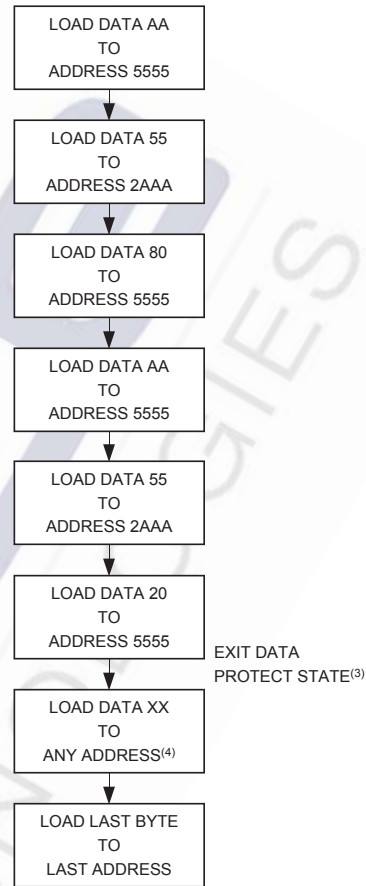 LOAD DATA AA
TO
ADDRESS 5555
LOAD DATA 55
TO
ADDRESS 2AAA
LOAD DATA 80
TO
ADDRESS 5555
LOAD DATA AA
TO
ADDRESS 5555
LOAD DATA 55
TO
ADDRESS 2AAA
LOAD DATA 20
TO
ADDRESS 5555
EXIT DATA
PROTECT STATE(3)
LOAD DATA XX
TO
ANY ADDRESS(4)
LOAD LAST BYTE
TO
LAST ADDRESS